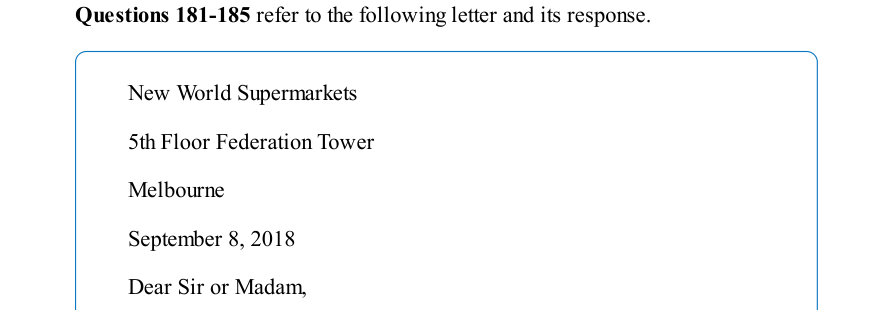 Questions 181-185 refer to the following letter and its response.
New World Supermarkets
5th Floor Federation Tower
Melbourne
September 8, 2018
Dear Sir or Madam,